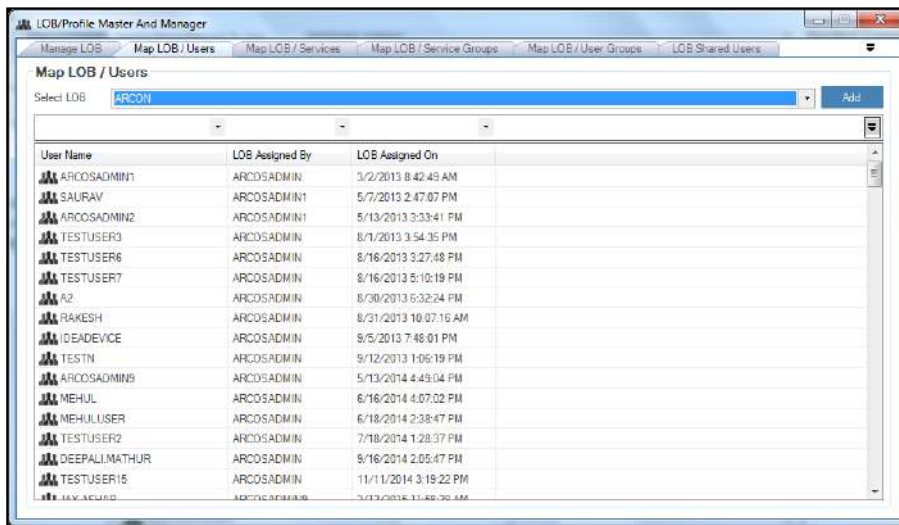 LOB/Profile Master And Manager
Manage LOB Map LOB / Users Map LOB / Services Map LOB / Service Groups Map LOB / User Groups LOB Shared Users
Map LOB / Users
Select LOB ARCON Add
User Name LOB Assigned By LOB Assigned On
ARCOSADMIN1 ARCOSADMIN 3/2/2013 8:42:49 AM
SAURAV ARCOSADMIN1 5/7/2013 2:47:07 PM
ARCOSADMIN2 ARCOSADMIN1 5/13/2013 3:33:41 PM
TESTUSER3 ARCOSADMIN 8/1/2013 3:54:35 PM
TESTUSER6 ARCOSADMIN 8/16/2013 3:27:48 PM
TESTUSER7 ARCOSADMIN 8/16/2013 5:10:19 PM
A2 ARCOSADMIN 8/30/2013 6:32:24 PM
RAKESH ARCOSADMIN 8/31/2013 10:07:16 AM
IDEADEVICE ARCOSADMIN 9/5/2013 7:48:01 PM
TESTN ARCOSADMIN 9/12/2013 1:06:19 PM
ARCOSADMIN9 ARCOSADMIN 5/13/2014 4:49:04 PM
MEHUL ARCOSADMIN 6/16/2014 4:07:02 PM
MEHULUSER ARCOSADMIN 6/18/2014 2:38:47 PM
TESTUSER2 ARCOSADMIN 7/18/2014 1:28:37 PM
DEEPALI.MATHUR ARCOSADMIN 9/16/2014 2:05:47 PM
TESTUSER15 ARCOSADMIN 11/11/2014 3:19:22 PM